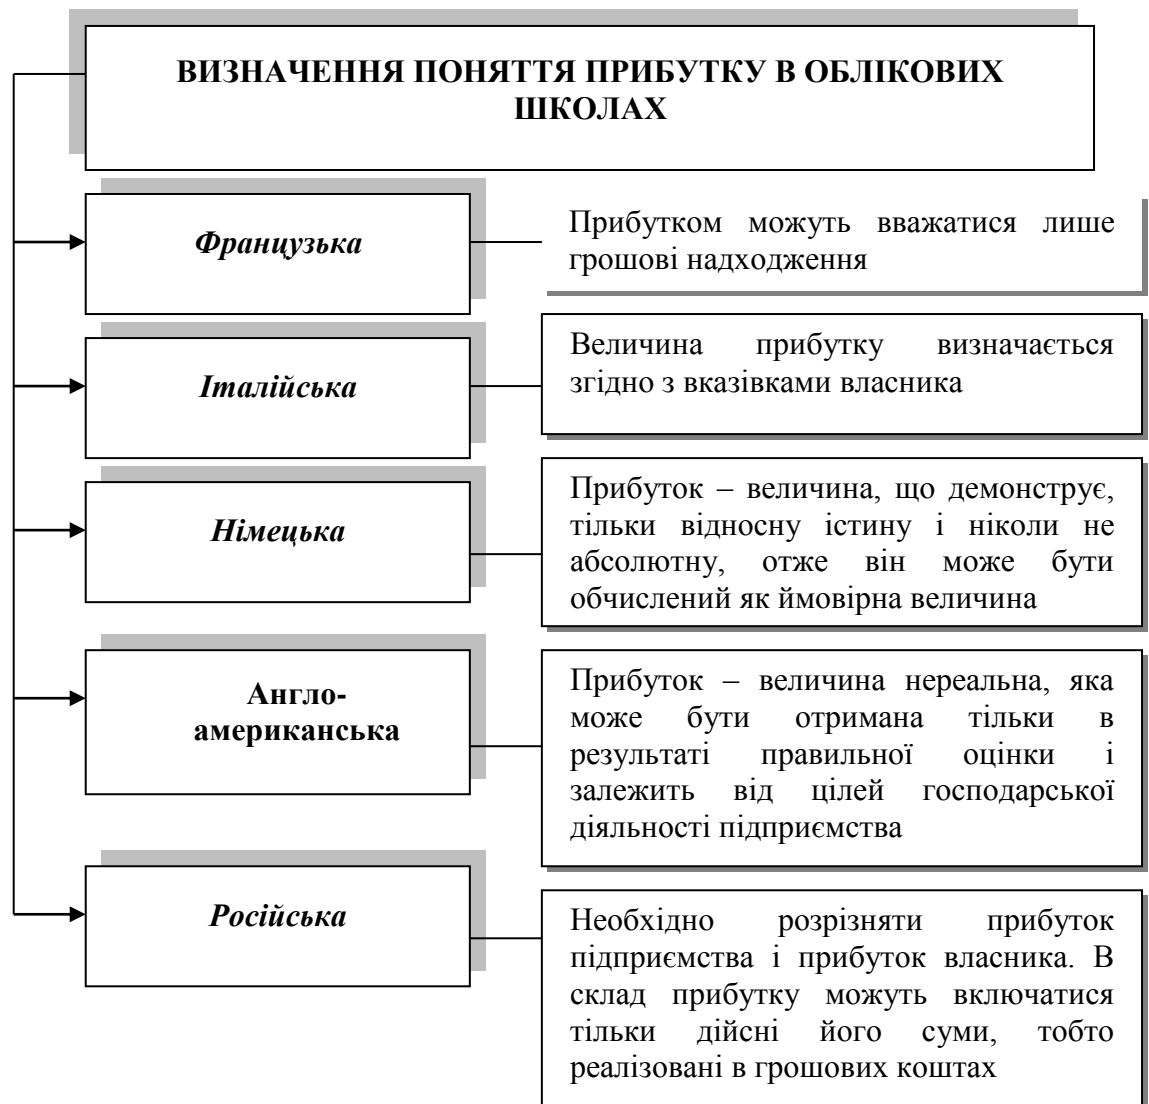 ВИЗНАЧЕННЯ ПОНЯТТЯ ПРИБУТКУ В ОБЛІКОВИХ
ШКОЛАХ
Французька
Прибутком можуть вважатися лише
грошові надходження
Італійська
Величина прибутку визначається
згідно з вказівками власника
Німецька
Прибуток – величина, що демонструє,
тільки відносну істину і ніколи не
абсолютну, отже він може бути
обчислений як ймовірна величина
Англо-
американська
Прибуток – величина нереальна, яка
може бути отримана тільки в
результаті правильної оцінки і
залежить від цілей господарської
діяльності підприємства
Російська
Необхідно розрізняти прибуток
підприємства і прибуток власника. В
склад прибутку можуть включатися
тільки дійсні його суми, тобто
реалізовані в грошових коштах